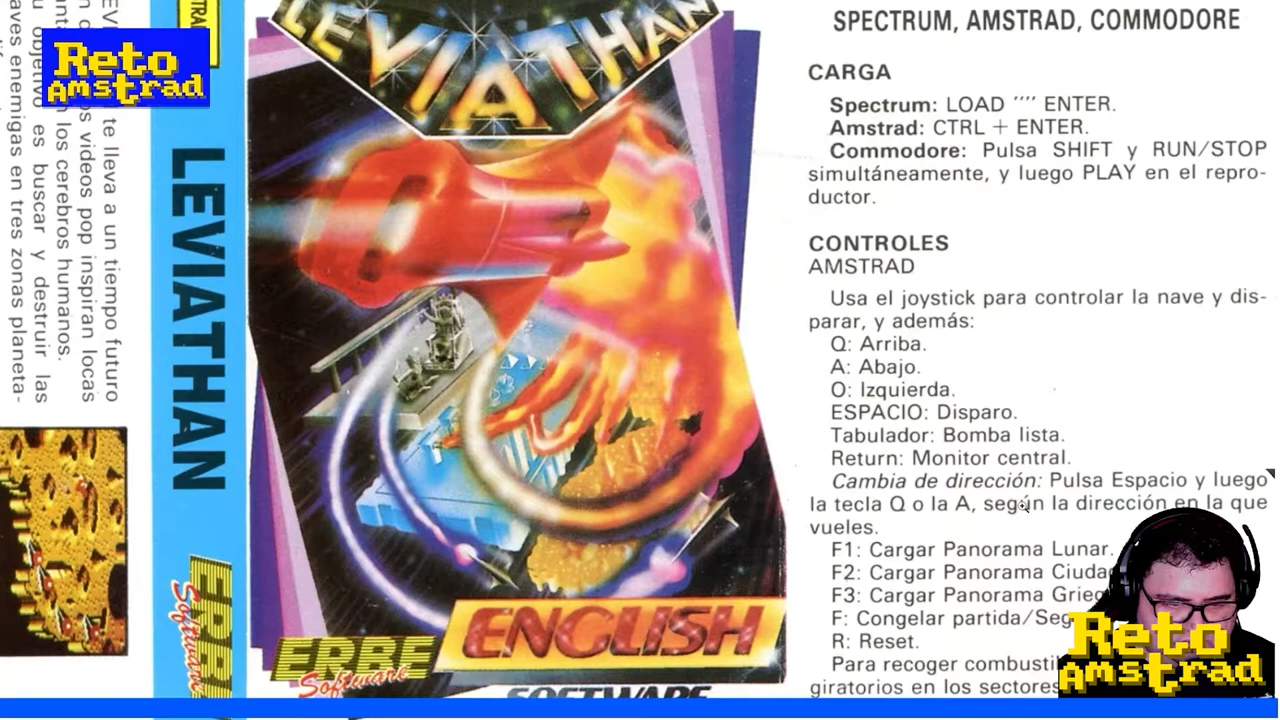 Reto
Amstrad
te lleva a un tiempo futuro
os videos pop inspiran locas
n los cerebros humanos.
objetivo es buscar y destruir las
aves enemigas en tres zonas planeta-
LEVIATHAN
ERBE
Software
LEVIATHAN
ERBE
Software
ENGLISH
SOFTWARE
SPECTRUM, AMSTRAD, COMMODORE
CARGA
Spectrum: LOAD '''' ENTER.
Amstrad: CTRL + ENTER.
Commodore: Pulsa SHIFT y RUN/STOP
simultáneamente, y luego PLAY en el repro-
ductor.
CONTROLES
AMSTRAD
Usa el joystick para controlar la nave y dis-
parar, y además:
Q: Arriba.
A: Abajo.
O: Izquierda.
ESPACIO: Disparo.
Tabulador: Bomba lista.
Return: Monitor central.
Cambia de dirección: Pulsa Espacio y luego
la tecla Q o la A, según la dirección en la que
vueles.
F1: Cargar Panorama Lunar.
F2: Cargar Panorama Ciuda
F3: Cargar Panorama Grieg
F: Congelar partida/Seg
R: Reset.
Para recoger combusti
giratorios en los sectores
Reto
Amstrad